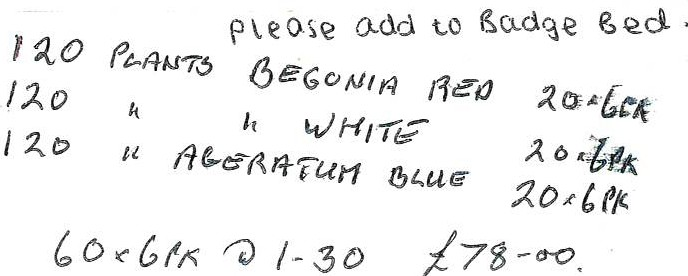 please add to Badge Bed.
120 PLANTS BEGONIA RED 20×6PK
120 " " WHITE 20×6PK
120 " AGERATUM BLUE 20×6PK
60×6PK @ 1-30 £78-00.